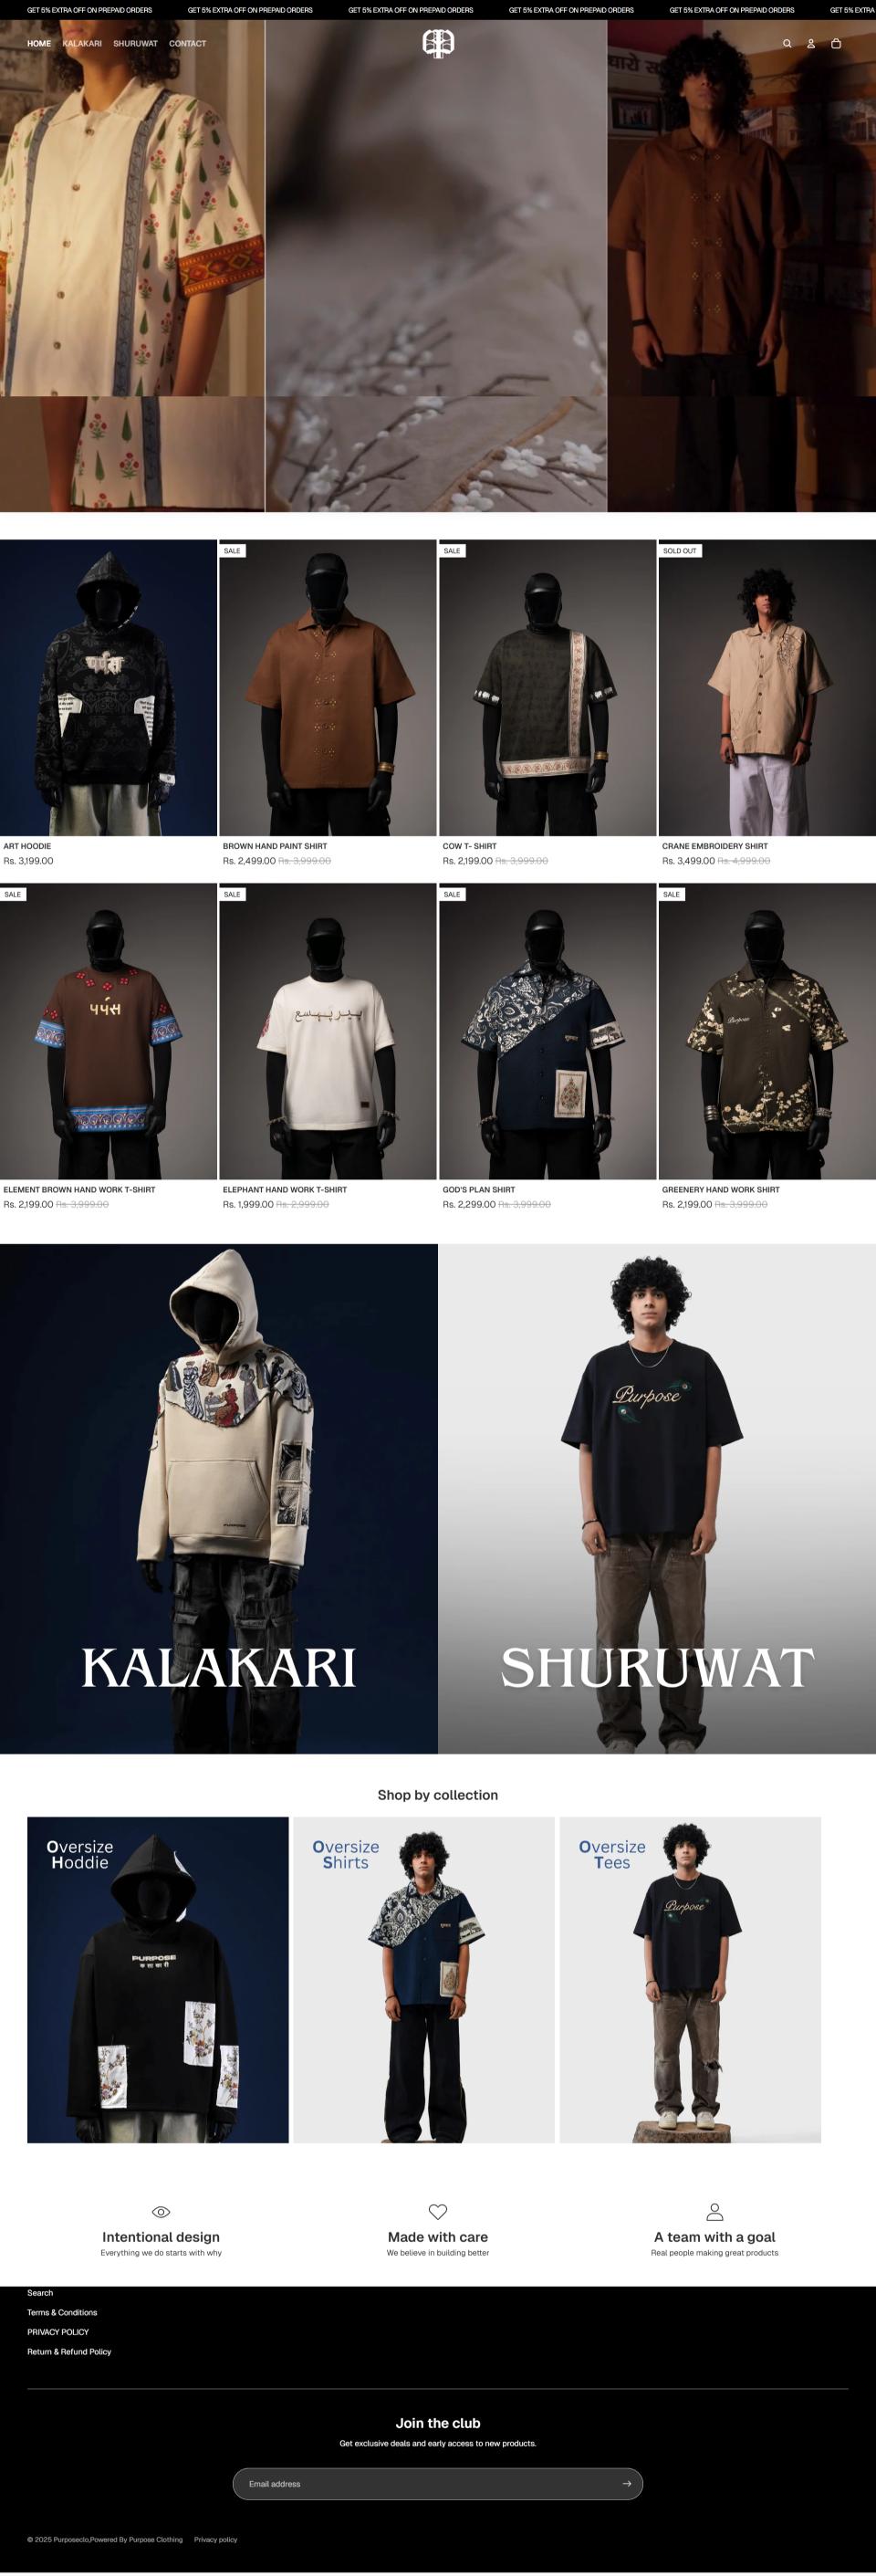 GET 5% EXTRA OFF ON PREPAID ORDERS GET 5% EXTRA OFF ON PREPAID ORDERS GET 5% EXTRA OFF ON PREPAID ORDERS GET 5% EXTRA OFF ON PREPAID ORDERS GET 5% EXTRA OFF ON PREPAID ORDERS GET 5% EXTRA
HOME KALAKARI SHURUWAT CONTACT
SALE SALE SOLD OUT
पर्पस
ART HOODIE BROWN HAND PAINT SHIRT COW T- SHIRT CRANE EMBROIDERY SHIRT
Rs. 3,199.00 Rs. 2,499.00 Rs. 3,999.00 Rs. 2,199.00 Rs. 3,999.00 Rs. 3,499.00 Rs. 4,999.00
SALE SALE SALE SALE
Purpose
ELEMENT BROWN HAND WORK T-SHIRT ELEPHANT HAND WORK T-SHIRT GOD'S PLAN SHIRT GREENERY HAND WORK SHIRT
Rs. 2,199.00 Rs. 3,999.00 Rs. 1,999.00 Rs. 2,999.00 Rs. 2,299.00 Rs. 3,999.00 Rs. 2,199.00 Rs. 3,999.00
Purpose
PURPOSE
KALAKARI SHURUWAT
Shop by collection
Oversize Oversize Oversize
Hoddie Shirts Tees
Purpose
PURPOSE
Intentional design Made with care A team with a goal
Everything we do starts with why We believe in building better Real people making great products
Search
Terms & Conditions
PRIVACY POLICY
Return & Refund Policy
Join the club
Get exclusive deals and early access to new products.
Email address
© 2025 Purposeclo,Powered By Purpose Clothing Privacy policy